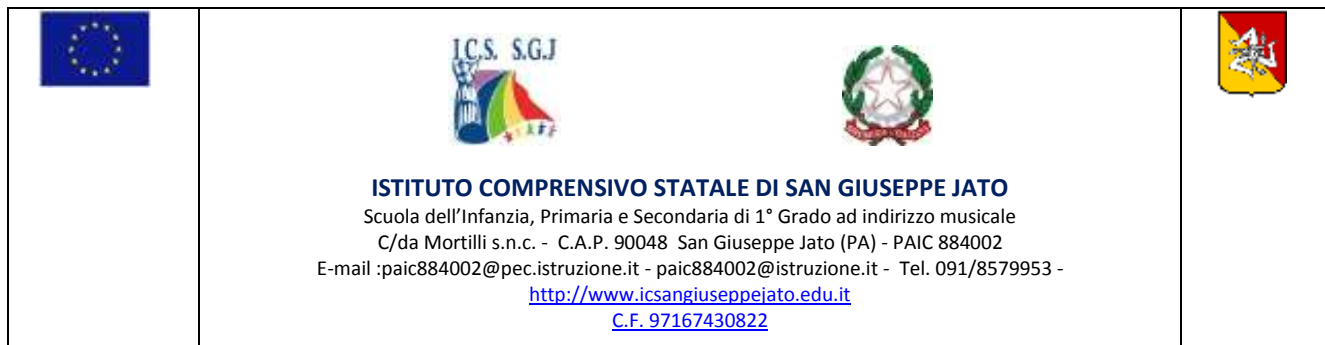 I.C.S. S.G.J
ISTITUTO COMPRENSIVO STATALE DI SAN GIUSEPPE JATO
Scuola dell’Infanzia, Primaria e Secondaria di 1° Grado ad indirizzo musicale
C/da Mortilli s.n.c. - C.A.P. 90048 San Giuseppe Jato (PA) - PAIC 884002
E-mail :paic884002@pec.istruzione.it - paic884002@istruzione.it - Tel. 091/8579953 -
http://www.icsangiuseppejato.edu.it
C.F. 97167430822